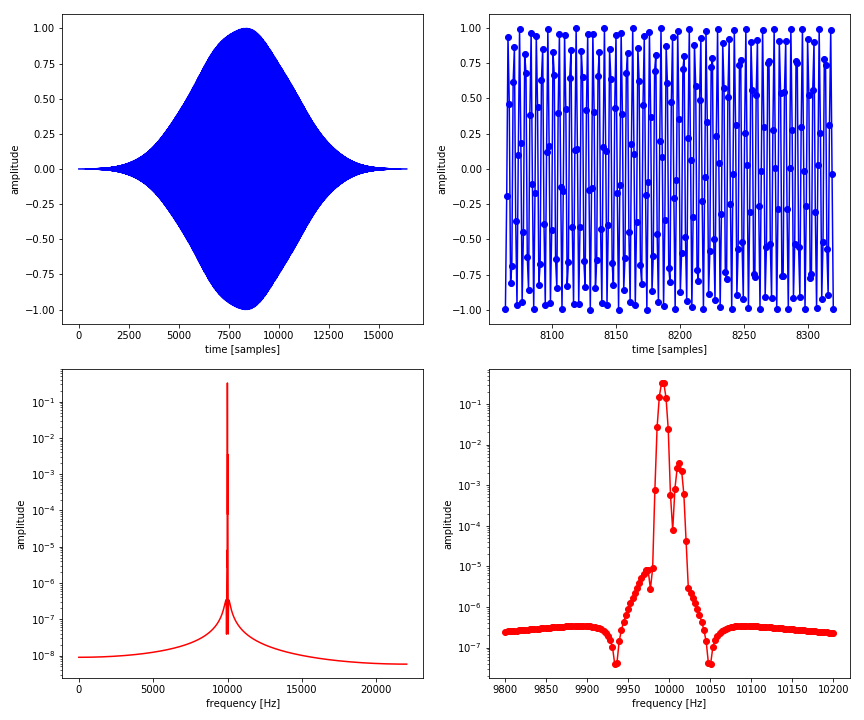 1.00
0.75
0.50
0.25
0.00
−0.25
−0.50
−0.75
−1.00
amplitude
0 2500 5000 7500 10000 12500 15000
time [samples]
1.00
0.75
0.50
0.25
0.00
−0.25
−0.50
−0.75
−1.00
amplitude
8100 8150 8200 8250 8300
time [samples]
10⁻¹
10⁻²
10⁻³
10⁻⁴
10⁻⁵
10⁻⁶
10⁻⁷
10⁻⁸
amplitude
0 5000 10000 15000 20000
frequency [Hz]
10⁻¹
10⁻²
10⁻³
10⁻⁴
10⁻⁵
10⁻⁶
10⁻⁷
amplitude
9800 9850 9900 9950 10000 10050 10100 10150 10200
frequency [Hz]